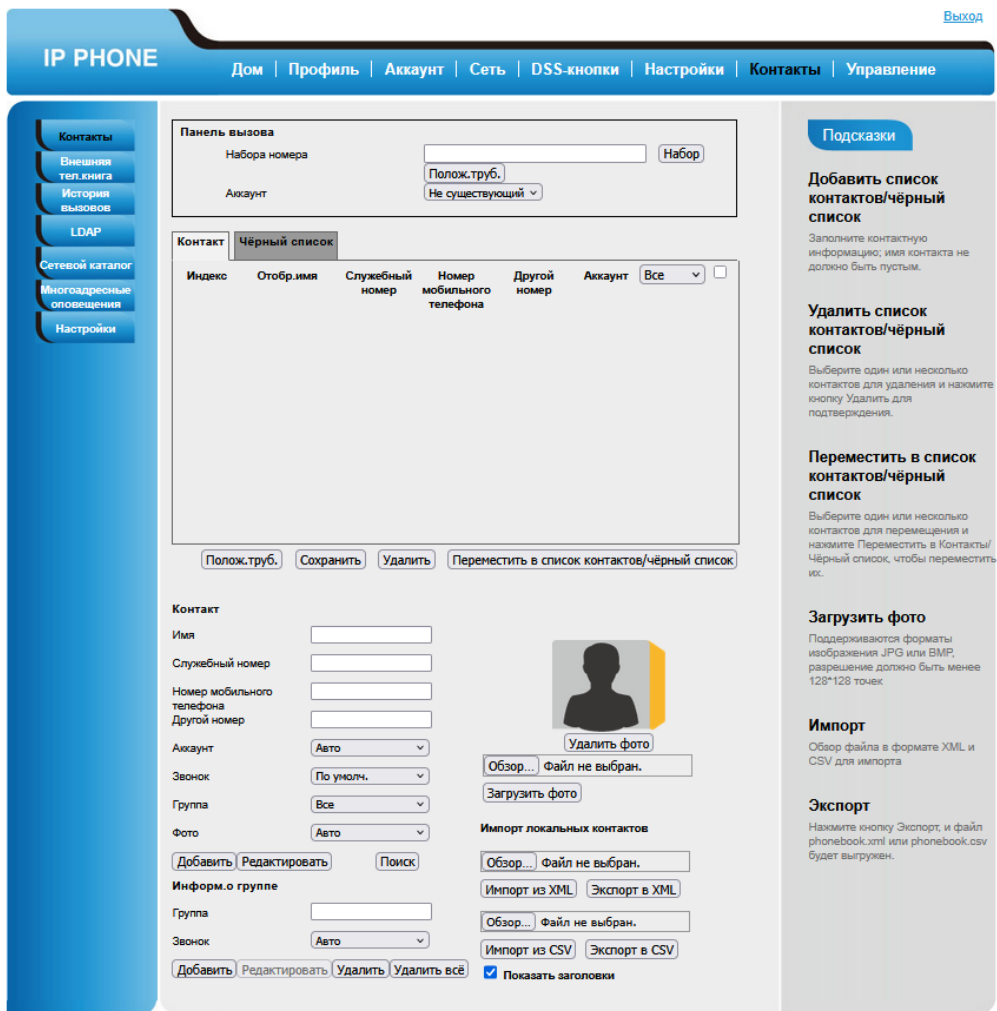 Выход
IP PHONE
Дом | Профиль | Аккаунт | Сеть | DSS-кнопки | Настройки | Контакты | Управление
Контакты
Внешняя
тел.книга
История
вызовов
LDAP
Сетевой каталог
Многоадресные
оповещения
Настройки
Панель вызова
Набора номера
Набор
Полож.труб.
Аккаунт
Не существующий
Контакт
Чёрный список
Индекс
Отобр.имя
Служебный
номер
Номер
мобильного
телефона
Другой
номер
Аккаунт
Все
Полож.труб.
Сохранить
Удалить
Переместить в список контактов/чёрный список
Контакт
Имя
Служебный номер
Номер мобильного
телефона
Другой номер
Аккаунт
Авто
Звонок
По умолч.
Группа
Все
Фото
Авто
Добавить
Редактировать
Поиск
Информ.о группе
Группа
Звонок
Авто
Добавить
Редактировать
Удалить
Удалить всё
Удалить фото
Обзор... Файл не выбран.
Загрузить фото
Импорт локальных контактов
Обзор... Файл не выбран.
Импорт из XML
Экспорт в XML
Обзор... Файл не выбран.
Импорт из CSV
Экспорт в CSV
Показать заголовки
Подсказки
Добавить список
контактов/чёрный
список
Заполните контактную
информацию; имя контакта не
должно быть пустым.
Удалить список
контактов/чёрный
список
Выберите один или несколько
контактов для удаления и нажмите
кнопку Удалить для
подтверждения.
Переместить в список
контактов/чёрный
список
Выберите один или несколько
контактов для перемещения и
нажмите Переместить в Контакты/
Чёрный список, чтобы переместить
их.
Загрузить фото
Поддерживаются форматы
изображения JPG или BMP,
разрешение должно быть менее
128*128 точек
Импорт
Обзор файла в формате XML и
CSV для импорта
Экспорт
Нажмите кнопку Экспорт, и файл
phonebook.xml или phonebook.csv
будет выгружен.